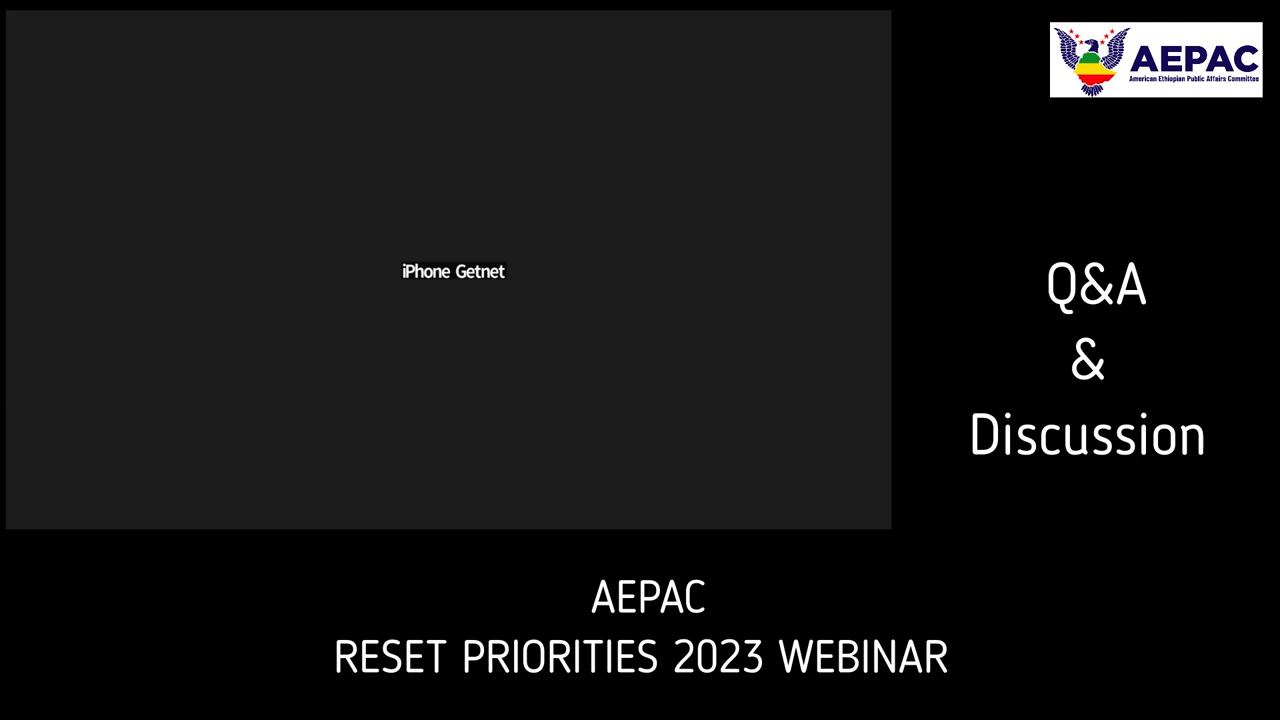 AEPAC
American Ethiopian Public Affairs Committee
iPhone Getnet
Q&A
&
Discussion
AEPAC
RESET PRIORITIES 2023 WEBINAR